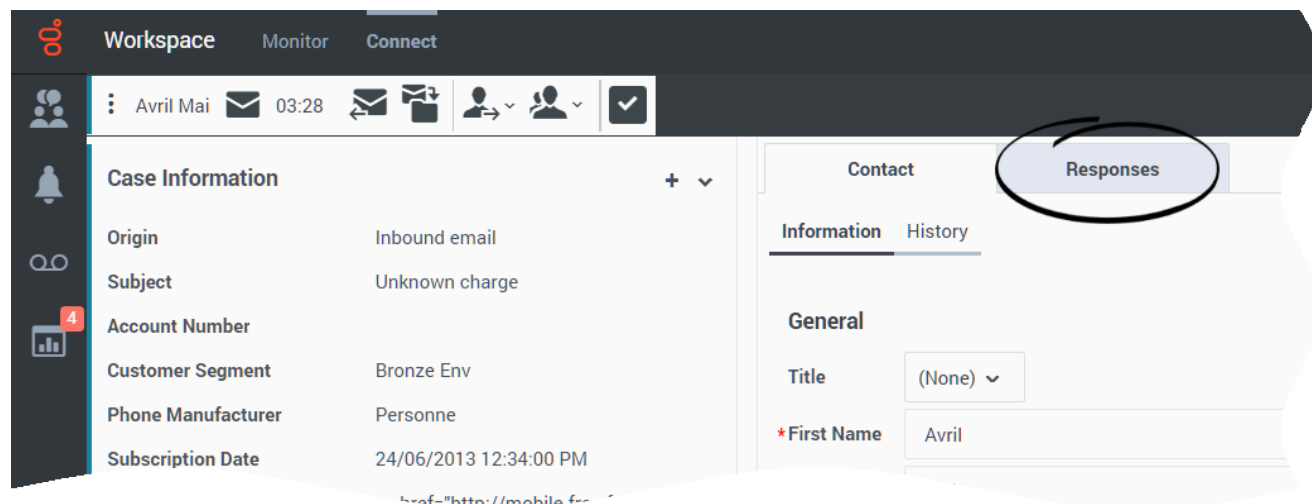 Workspace Monitor Connect
Avril Mai 03:28
Case Information
Origin Inbound email
Subject Unknown charge
Account Number
Customer Segment Bronze Env
Phone Manufacturer Personne
Subscription Date 24/06/2013 12:34:00 PM
4
Contact Responses
Information History
General
Title (None)
*First Name Avril